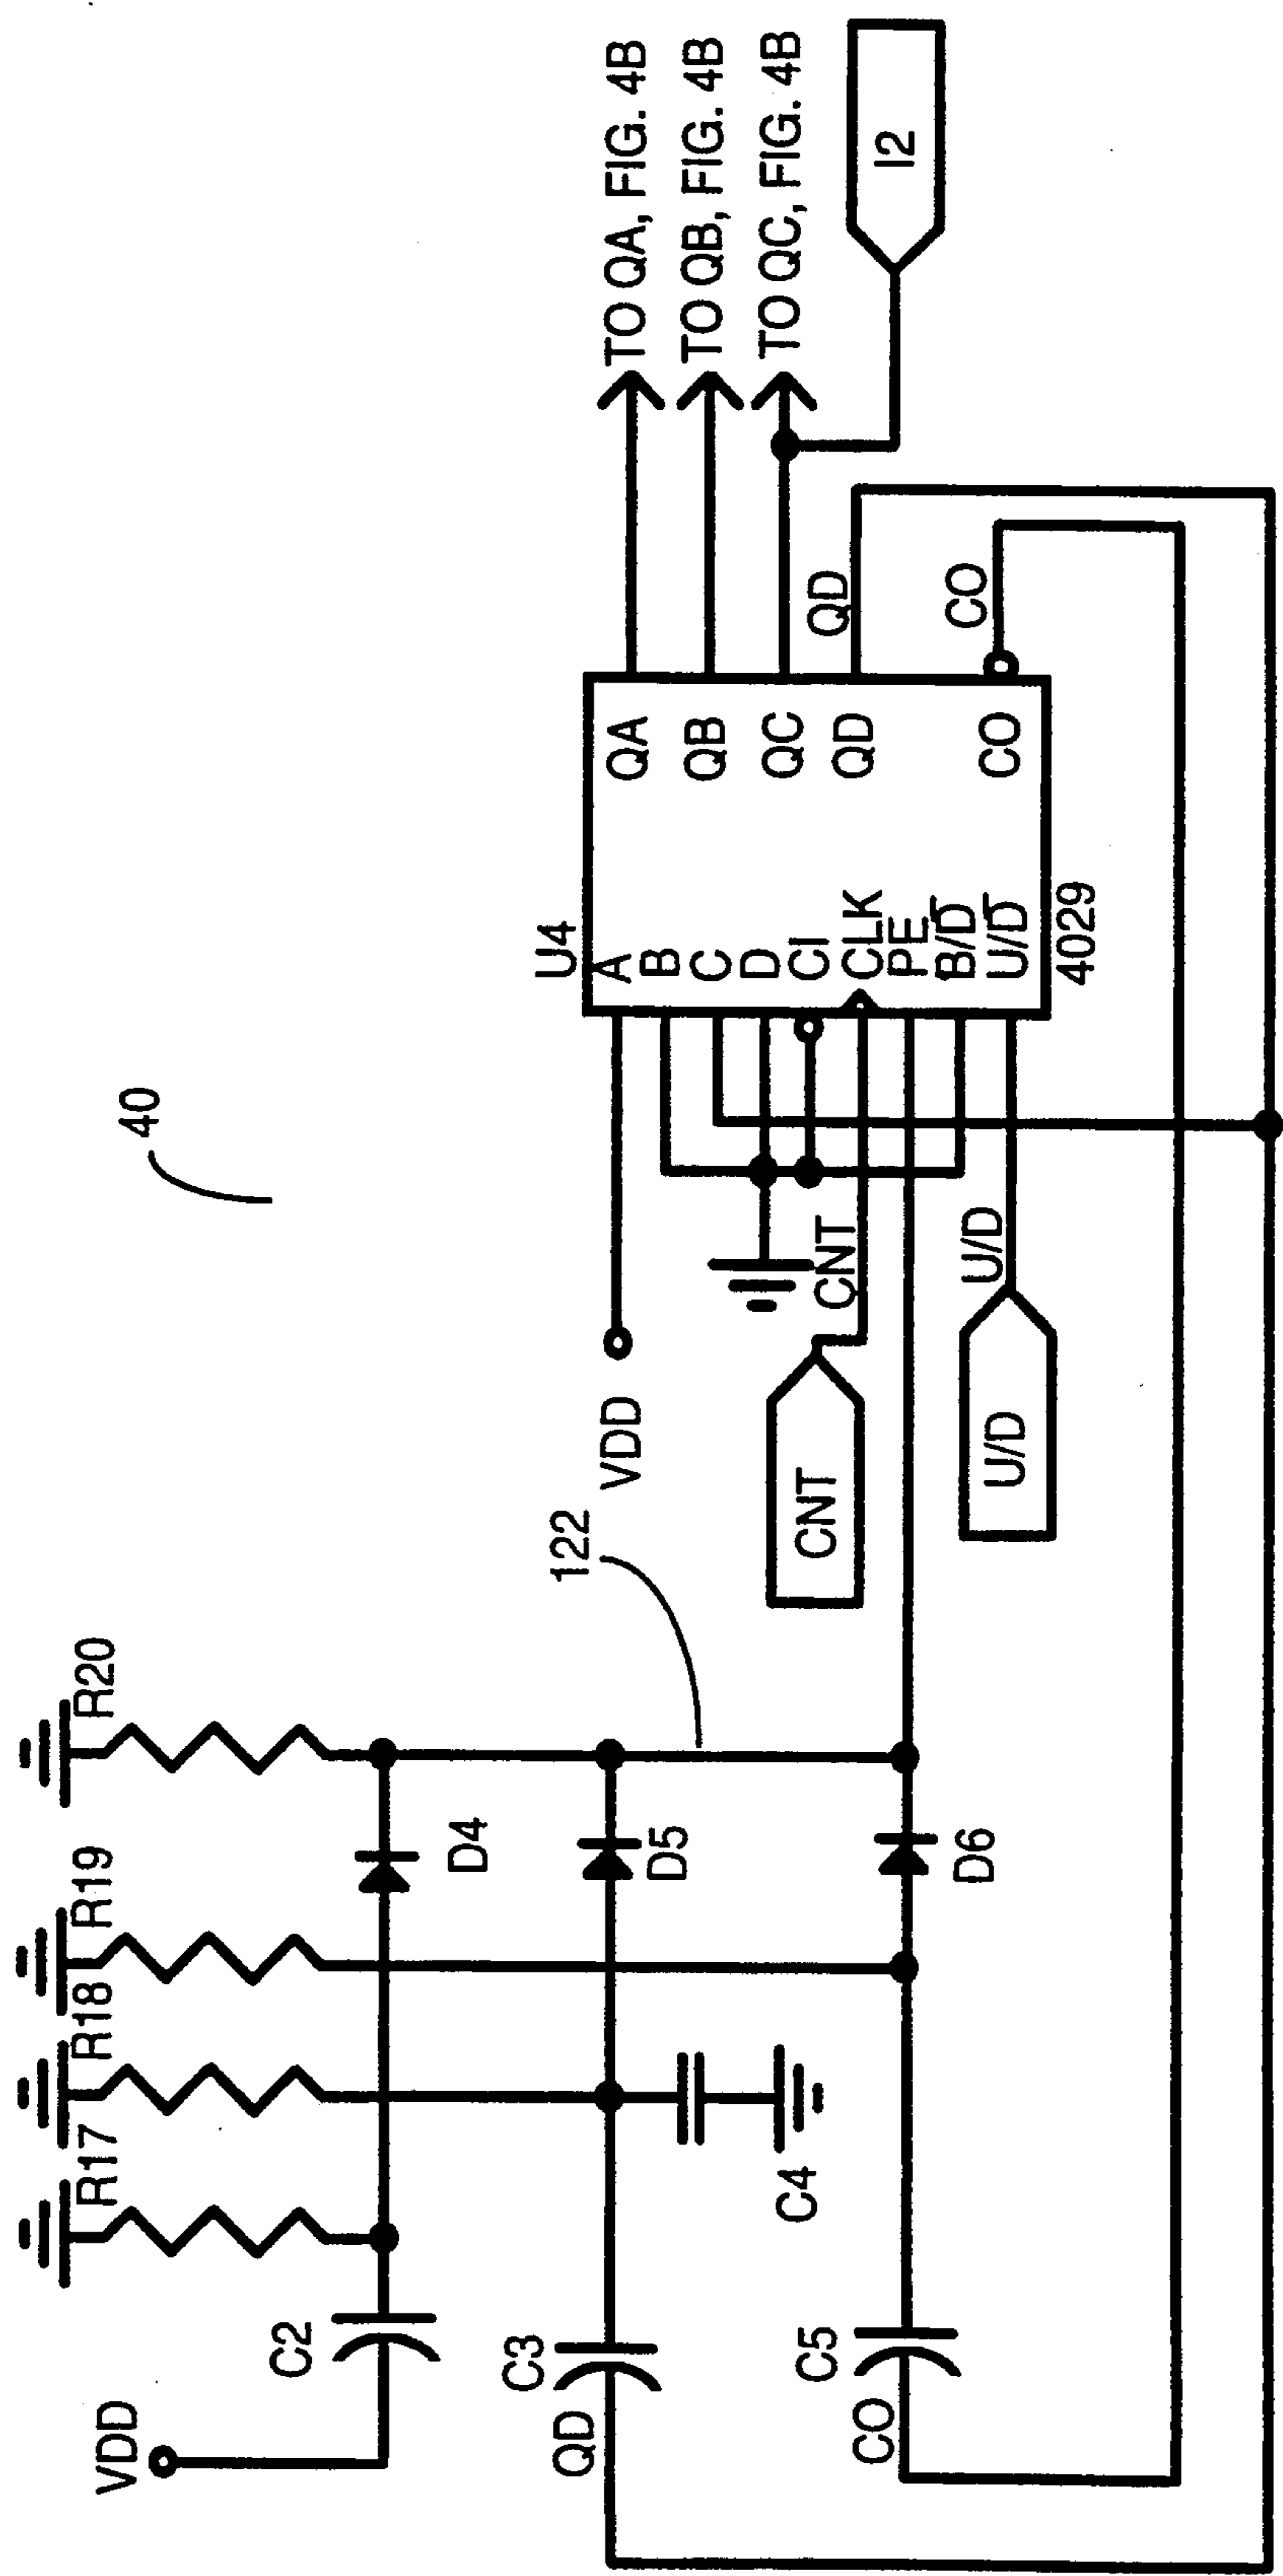 40
VDD
C2
R17
R18
R19
R20
D4
122
C3
QD
C4
D5
C5
CO
D6
VDD
CNT
CNT
U/D
U/D
U4
A
B
C
D
CI
CLK
PE
B/D̅
U/D̅
4029
QA
QB
QC
QD
CO
QD
CO
TO QA, FIG. 4B
TO QB, FIG. 4B
TO QC, FIG. 4B
I2